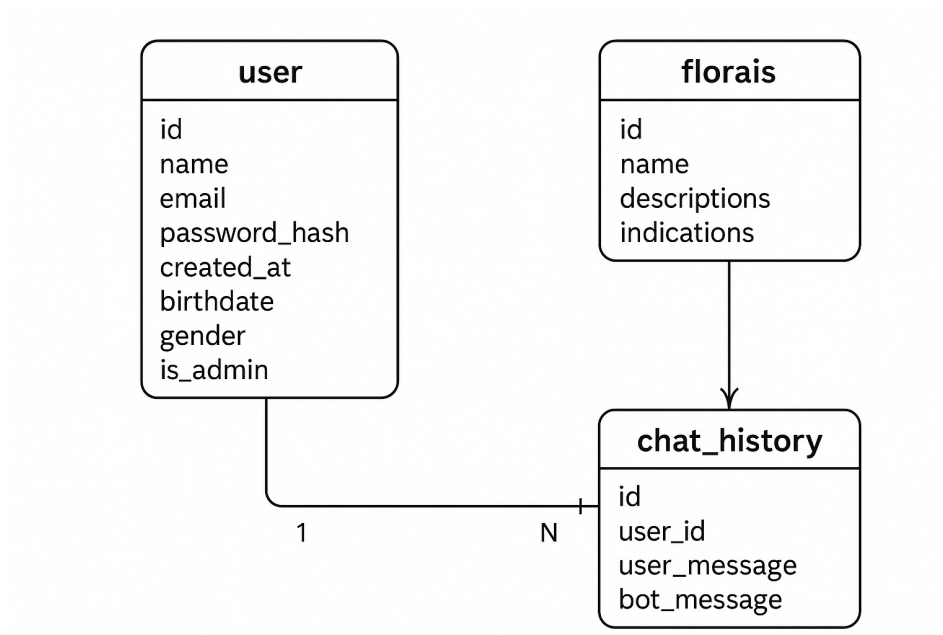 user
id
name
email
password_hash
created_at
birthdate
gender
is_admin
florais
id
name
descriptions
indications
1
N
chat_history
id
user_id
user_message
bot_message